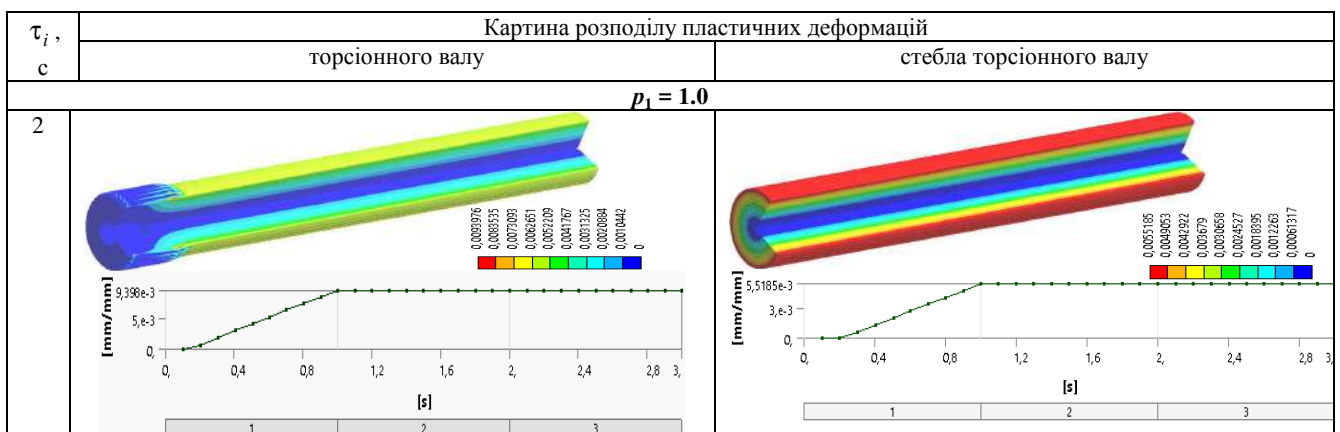 τi, с
Картина розподілу пластичних деформацій
торсіонного валу
стебла торсіонного валу
p1 = 1.0
2
0,009398
0,0083535
0,0073093
0,0062651
0,0052209
0,0041767
0,0031325
0,0020884
0,0010442
0
[mm/mm]
9,398e-3
5,e-3
0,
0, 0,4 0,8 1,2 1,6 2, 2,4 2,8 3,
[s]
1 2 3
0,0055185
0,0049053
0,0042922
0,003679
0,0030658
0,0024527
0,0018395
0,0012263
0,00061317
0
[mm/mm]
5,5185e-3
3,e-3
0,
0, 0,4 0,8 1,2 1,6 2, 2,4 2,8 3,
[s]
1 2 3